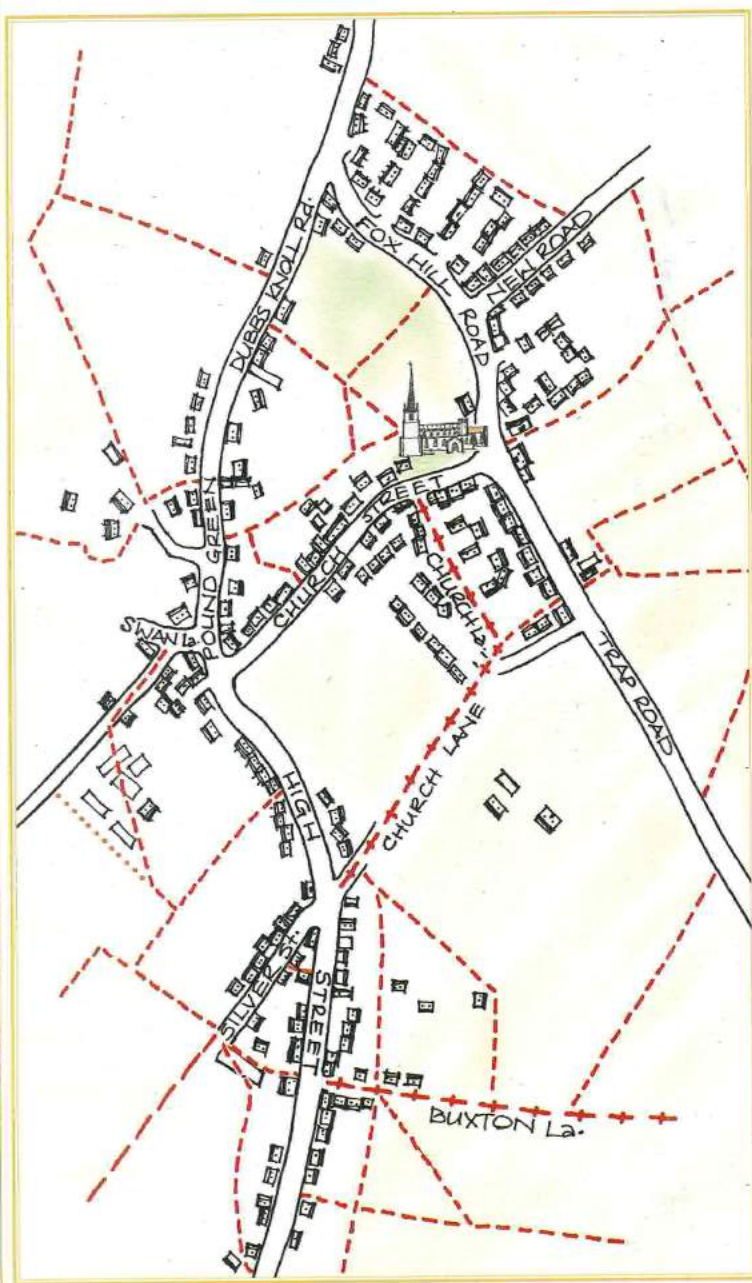 DUBBS KNOLL Rd.
FOX HILL
ROAD
NEW ROAD
POUND GREEN
CHURCH
STREET
CHURCH La.
SWAN La.
TRAP ROAD
HIGH
STREET
CHURCH LANE
SILVER St.
BUXTON La.